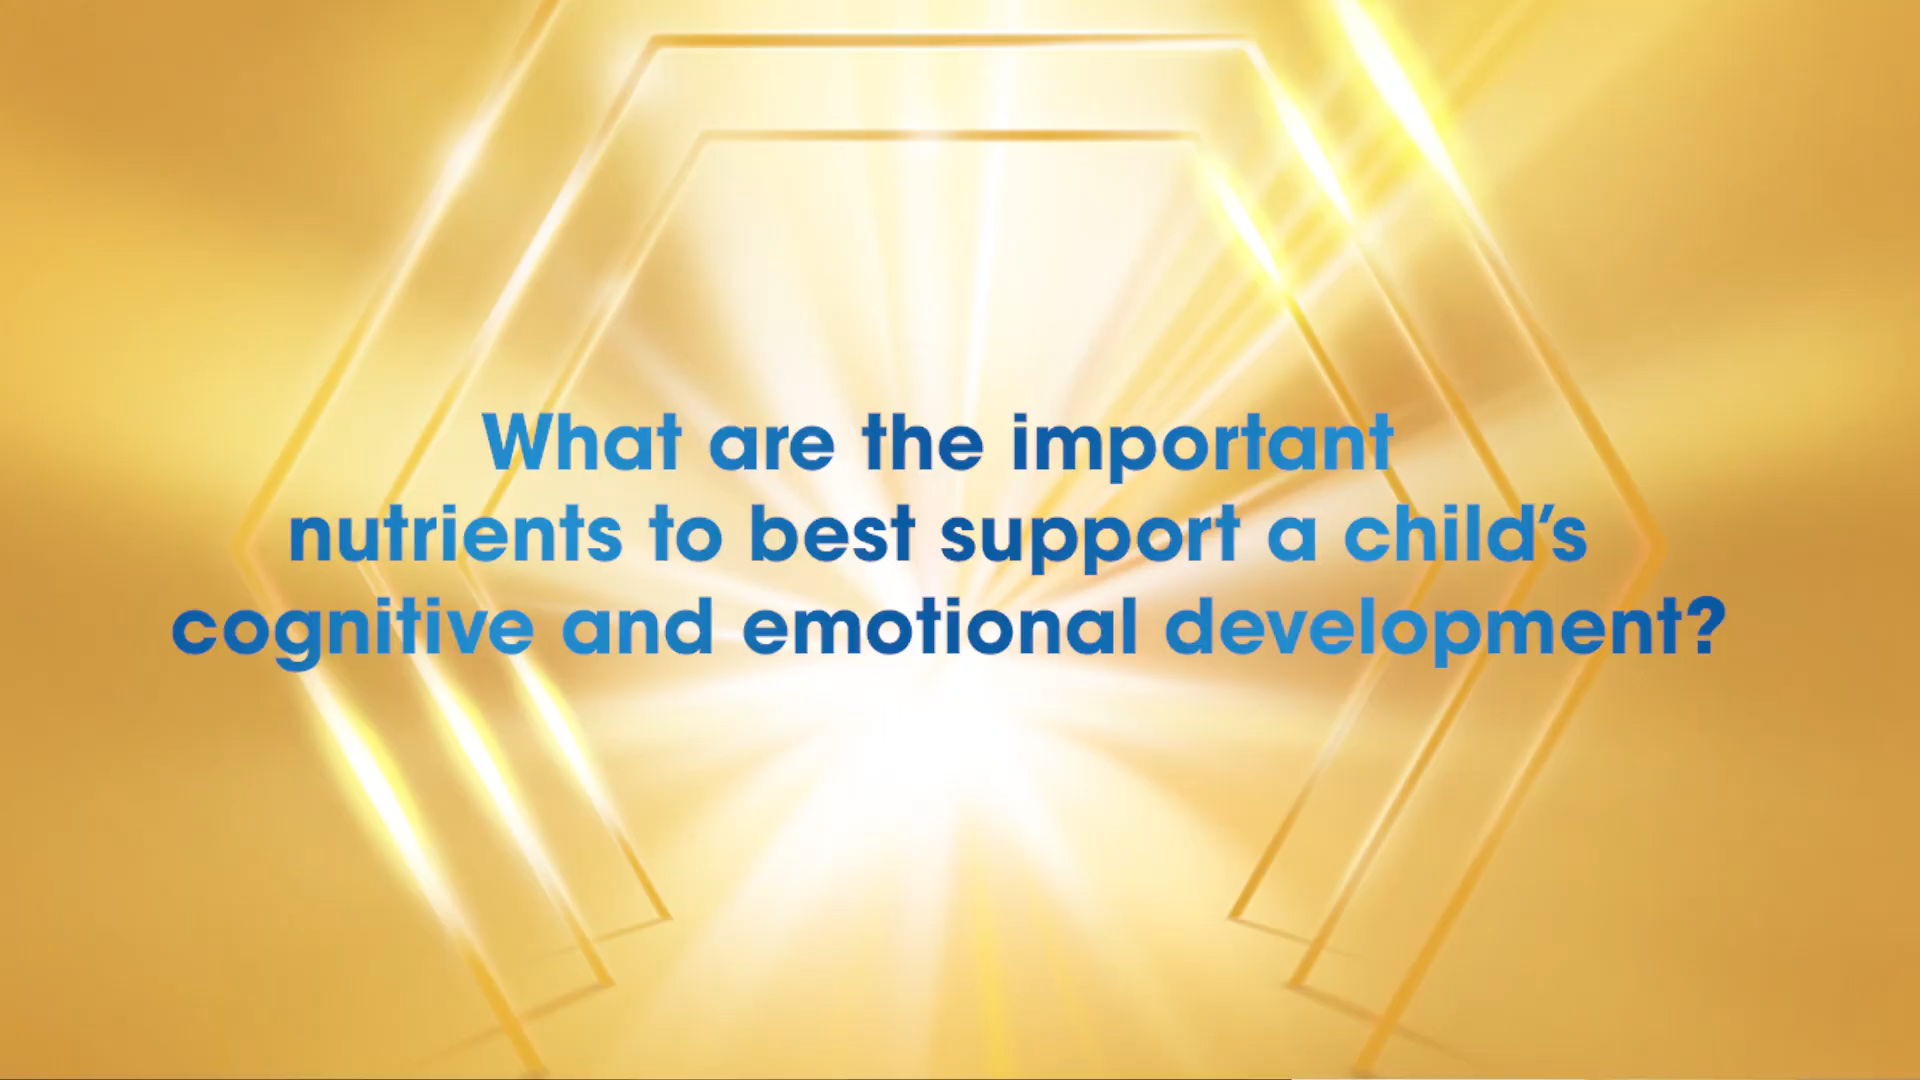 What are the important
nutrients to best support a child’s
cognitive and emotional development?